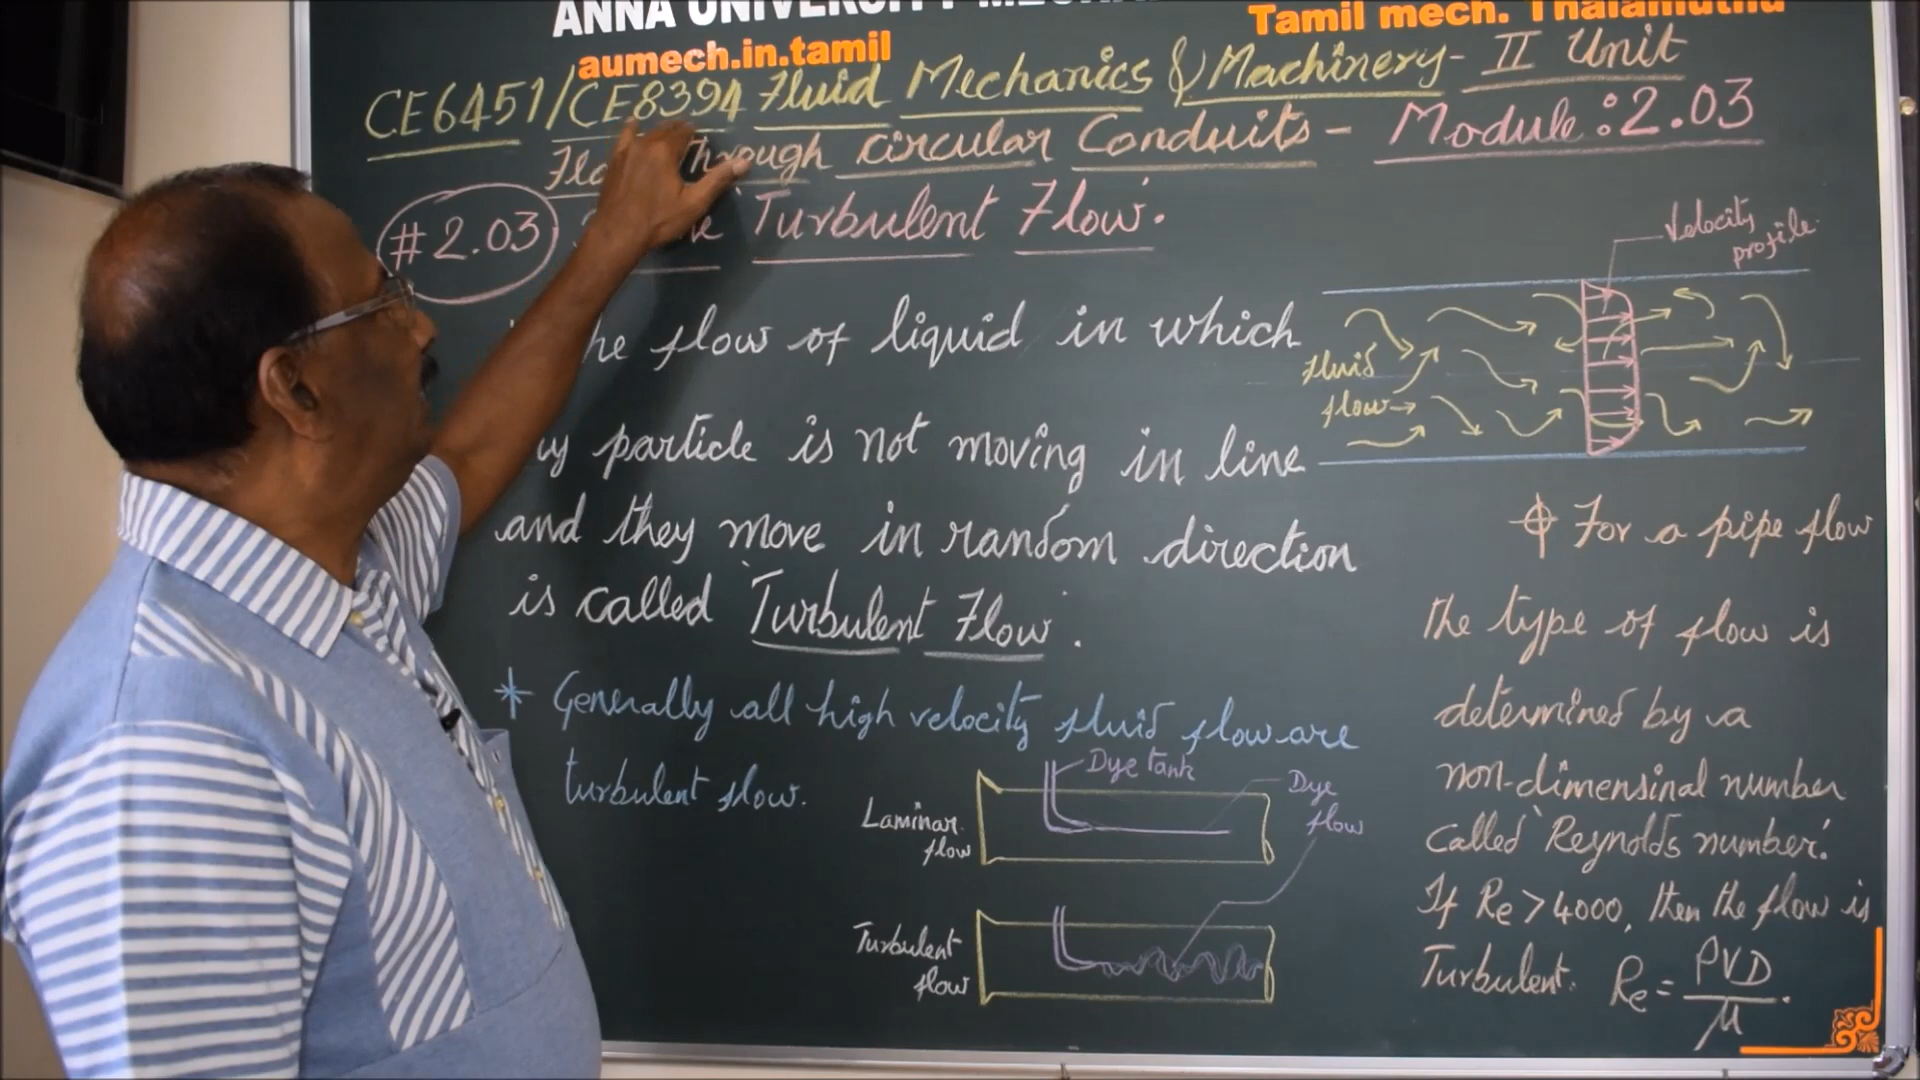 ANNA UNIVERSITY
Tamil mech. Thalamuthu
aumech.in.tamil
CE6451/CE8394 Fluid Mechanics & Machinery- II Unit
Through circular Conduits - Module:2.03
#2.03 'Turbulent Flow'.
flow of liquid in which
particle is not moving in line
and they move in random direction
is called 'Turbulent Flow'.
* Generally all high velocity fluid flow are
turbulent flow.
Velocity
profile
Fluid
flow→
Dye tank
Dye
flow
Laminar
flow
Turbulent
flow
For a pipe flow
the type of flow is
determined by a
non-dimensinal number
called 'Reynolds number'.
If Re > 4000, then the flow is
Turbulent.
Re = ρVD/μ.